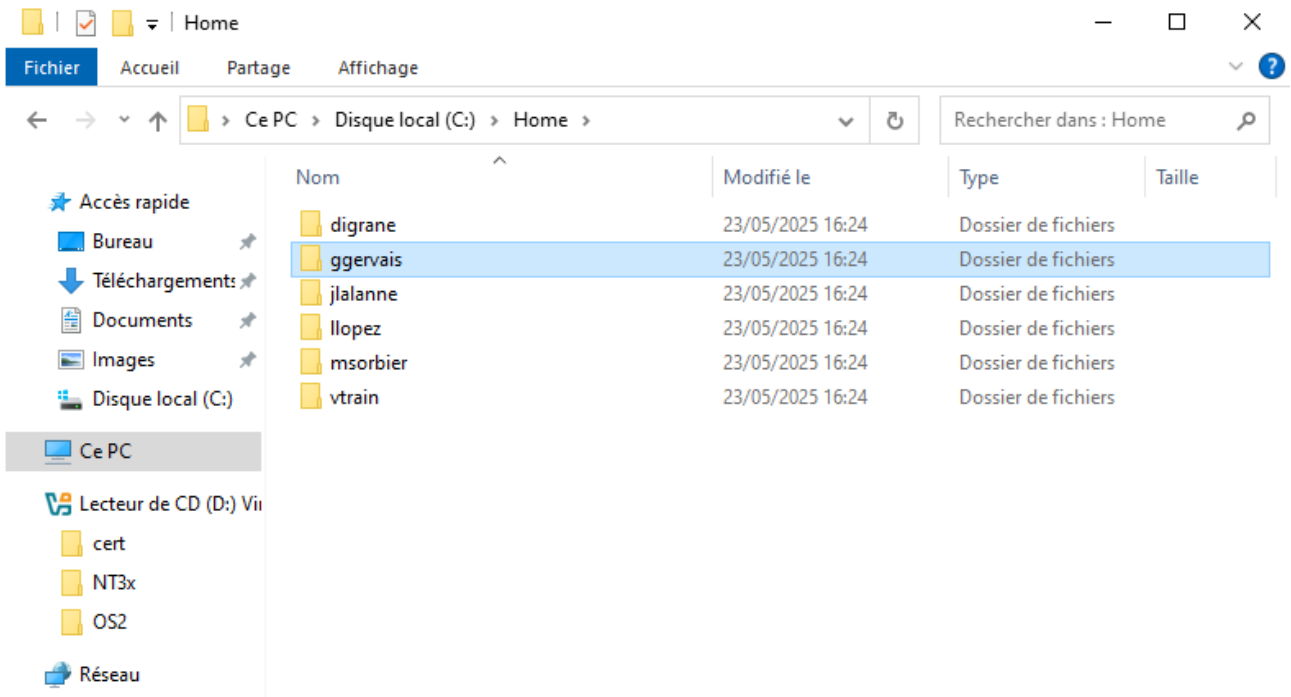 Home
Fichier Accueil Partage Affichage
Ce PC Disque local (C:) Home Rechercher dans : Home
Nom Modifié le Type Taille
Accès rapide
Bureau
Téléchargements
Documents
Images
Disque local (C:)
Ce PC
Lecteur de CD (D:) Vi
cert
NT3x
OS2
Réseau
digrane 23/05/2025 16:24 Dossier de fichiers
ggervais 23/05/2025 16:24 Dossier de fichiers
jlalanne 23/05/2025 16:24 Dossier de fichiers
llopez 23/05/2025 16:24 Dossier de fichiers
msorbier 23/05/2025 16:24 Dossier de fichiers
vtrain 23/05/2025 16:24 Dossier de fichiers